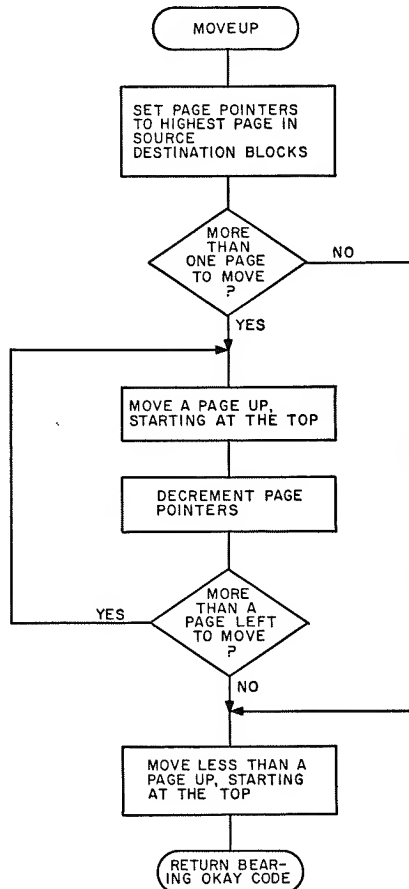 MOVEUP
SET PAGE POINTERS
TO HIGHEST PAGE IN
SOURCE
DESTINATION BLOCKS
MORE
THAN
ONE PAGE
TO MOVE
?
NO
YES
MOVE A PAGE UP,
STARTING AT THE TOP
DECREMENT PAGE
POINTERS
MORE
THAN A
PAGE LEFT
TO MOVE
?
YES
NO
MOVE LESS THAN A
PAGE UP, STARTING
AT THE TOP
RETURN BEAR-
ING OKAY CODE